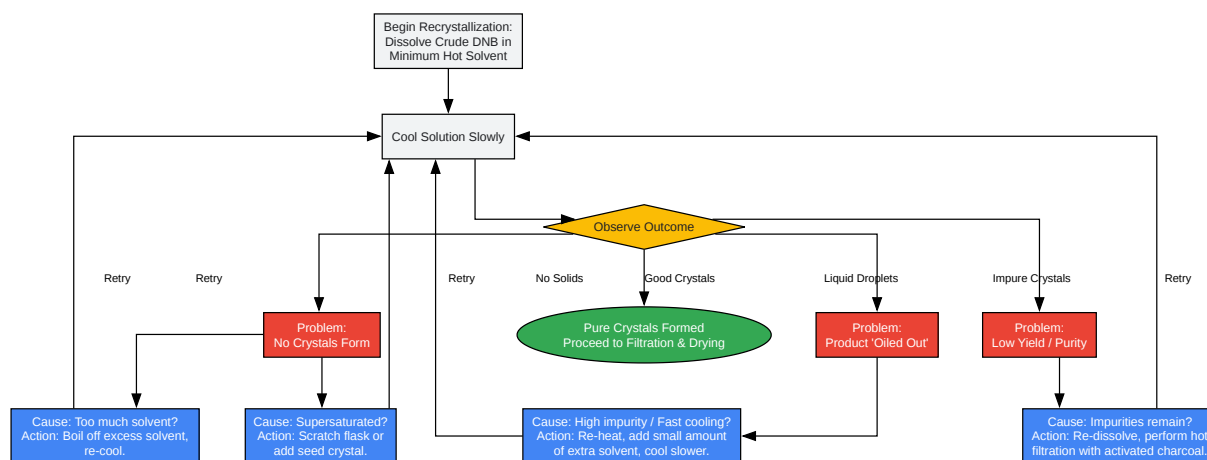 Begin Recrystallization:
Dissolve Crude DNB in
Minimum Hot Solvent
Cool Solution Slowly
Observe Outcome
Retry
Retry
Retry
No Solids
Good Crystals
Liquid Droplets
Impure Crystals
Retry
Problem:
No Crystals Form
Pure Crystals Formed
Proceed to Filtration & Drying
Problem:
Product 'Oiled Out'
Problem:
Low Yield / Purity
Cause: Too much solvent?
Action: Boil off excess solvent,
re-cool.
Cause: Supersaturated?
Action: Scratch flask or
add seed crystal.
Cause: High impurity / Fast cooling?
Action: Re-heat, add small amount
of extra solvent, cool slower.
Cause: Impurities remain?
Action: Re-dissolve, perform hot
filtration with activated charcoal.